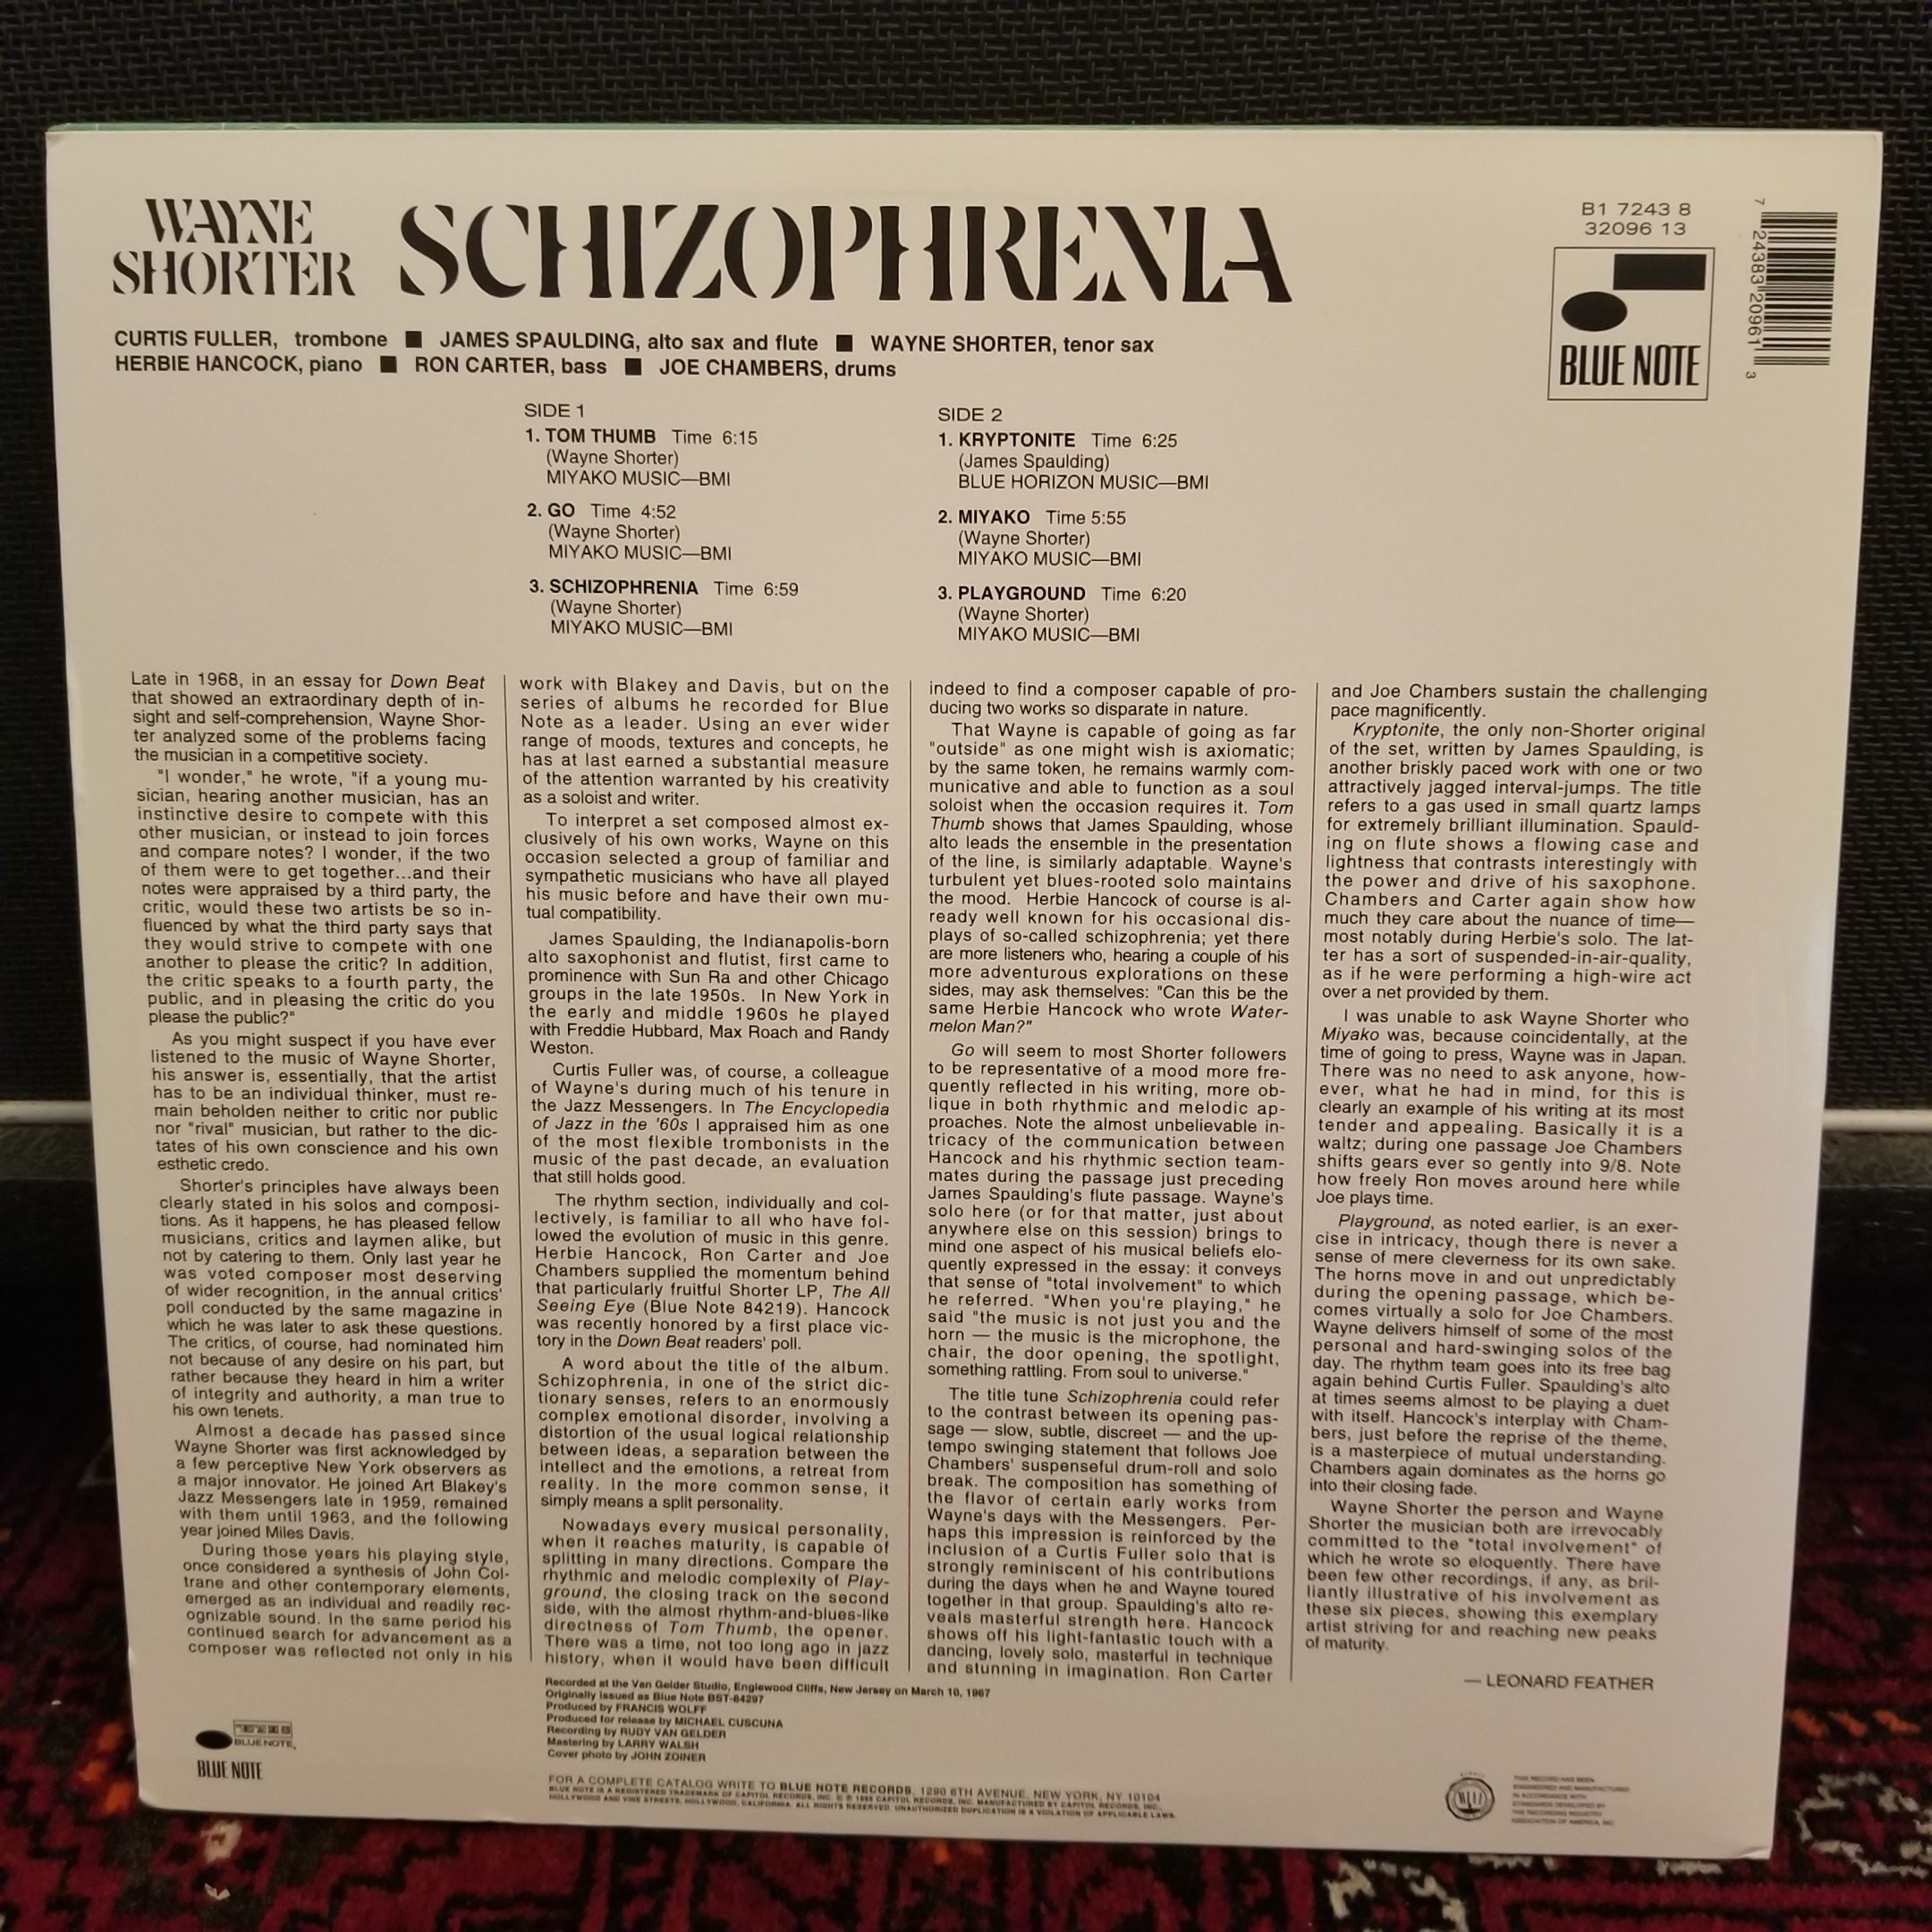 WAYNE
SHORTER
SCHIZOPHRENIA
B1 7243 8
32096 13
7 24383 20961 3
BLUE NOTE
CURTIS FULLER, trombone ■ JAMES SPAULDING, alto sax and flute ■ WAYNE SHORTER, tenor sax
HERBIE HANCOCK, piano ■ RON CARTER, bass ■ JOE CHAMBERS, drums
SIDE 1
1. TOM THUMB Time 6:15
(Wayne Shorter)
MIYAKO MUSIC—BMI
2. GO Time 4:52
(Wayne Shorter)
MIYAKO MUSIC—BMI
3. SCHIZOPHRENIA Time 6:59
(Wayne Shorter)
MIYAKO MUSIC—BMI
SIDE 2
1. KRYPTONITE Time 6:25
(James Spaulding)
BLUE HORIZON MUSIC—BMI
2. MIYAKO Time 5:55
(Wayne Shorter)
MIYAKO MUSIC—BMI
3. PLAYGROUND Time 6:20
(Wayne Shorter)
MIYAKO MUSIC—BMI
Late in 1968, in an essay for Down Beat
that showed an extraordinary depth of in-
sight and self-comprehension, Wayne Shor-
ter analyzed some of the problems facing
the musician in a competitive society.
"I wonder," he wrote, "if a young mu-
sician, hearing another musician, has an
instinctive desire to compete with this
other musician, or instead to join forces
and compare notes? I wonder, if the two
of them were to get together...and their
notes were appraised by a third party, the
critic, would these two artists be so in-
fluenced by what the third party says that
they would strive to compete with one
another to please the critic? In addition,
the critic speaks to a fourth party, the
public, and in pleasing the critic do you
please the public?"
As you might suspect if you have ever
listened to the music of Wayne Shorter,
his answer is, essentially, that the artist
has to be an individual thinker, must re-
main beholden neither to critic nor public
nor "rival" musician, but rather to the dic-
tates of his own conscience and his own
esthetic credo.
Shorter's principles have always been
clearly stated in his solos and composi-
tions. As it happens, he has pleased fellow
musicians, critics and laymen alike, but
not by catering to them. Only last year he
was voted composer most deserving
of wider recognition, in the annual critics'
poll conducted by the same magazine in
which he was later to ask these questions.
The critics, of course, had nominated him
not because of any desire on his part, but
rather because they heard in him a writer
of integrity and authority, a man true to
his own tenets.
Almost a decade has passed since
Wayne Shorter was first acknowledged by
a few perceptive New York observers as
a major innovator. He joined Art Blakey's
Jazz Messengers late in 1959, remained
with them until 1963, and the following
year joined Miles Davis.
During those years his playing style,
once considered a synthesis of John Col-
trane and other contemporary elements,
emerged as an individual and readily rec-
ognizable sound. In the same period his
continued search for advancement as a
composer was reflected not only in his
work with Blakey and Davis, but on the
series of albums he recorded for Blue
Note as a leader. Using an ever wider
range of moods, textures and concepts, he
has at last earned a substantial measure
of the attention warranted by his creativity
as a soloist and writer.
To interpret a set composed almost ex-
clusively of his own works, Wayne on this
occasion selected a group of familiar and
sympathetic musicians who have all played
his music before and have their own mu-
tual compatibility.
James Spaulding, the Indianapolis-born
alto saxophonist and flutist, first came to
prominence with Sun Ra and other Chicago
groups in the late 1950s. In New York in
the early and middle 1960s he played
with Freddie Hubbard, Max Roach and Randy
Weston.
Curtis Fuller was, of course, a colleague
of Wayne's during much of his tenure in
the Jazz Messengers. In The Encyclopedia
of Jazz in the '60s I appraised him as one
of the most flexible trombonists in the
music of the past decade, an evaluation
that still holds good.
The rhythm section, individually and col-
lectively, is familiar to all who have fol-
lowed the evolution of music in this genre.
Herbie Hancock, Ron Carter and Joe
Chambers supplied the momentum behind
that particularly fruitful Shorter LP, The All
Seeing Eye (Blue Note 84219). Hancock
was recently honored by a first place vic-
tory in the Down Beat readers' poll.
A word about the title of the album.
Schizophrenia, in one of the strict dic-
tionary senses, refers to an enormously
complex emotional disorder, involving a
distortion of the usual logical relationship
between ideas, a separation between the
intellect and the emotions, a retreat from
reality. In the more common sense, it
simply means a split personality.
Nowadays every musical personality,
when it reaches maturity, is capable of
splitting in many directions. Compare the
rhythmic and melodic complexity of Play-
ground, the closing track on the second
side, with the almost rhythm-and-blues-like
directness of Tom Thumb, the opener.
There was a time, not too long ago in jazz
history, when it would have been difficult
indeed to find a composer capable of pro-
ducing two works so disparate in nature.
That Wayne is capable of going as far
"outside" as one might wish is axiomatic;
by the same token, he remains warmly com-
municative and able to function as a soul
soloist when the occasion requires it. Tom
Thumb shows that James Spaulding, whose
alto leads the ensemble in the presentation
of the line, is similarly adaptable. Wayne's
turbulent yet blues-rooted solo maintains
the mood. Herbie Hancock of course is al-
ready well known for his occasional dis-
plays of so-called schizophrenia; yet there
are more listeners who, hearing a couple of his
more adventurous explorations on these
sides, may ask themselves: "Can this be the
same Herbie Hancock who wrote Water-
melon Man?"
Go will seem to most Shorter followers
to be representative of a mood more fre-
quently reflected in his writing, more ob-
lique in both rhythmic and melodic ap-
proaches. Note the almost unbelievable in-
tricacy of the communication between
Hancock and his rhythmic section team-
mates during the passage just preceding
James Spaulding's flute passage. Wayne's
solo here (or for that matter, just about
anywhere else on this session) brings to
mind one aspect of his musical beliefs elo-
quently expressed in the essay: it conveys
that sense of "total involvement" to which
he referred. "When you're playing," he
said "the music is not just you and the
horn — the music is the microphone, the
chair, the door opening, the spotlight,
something rattling. From soul to universe."
The title tune Schizophrenia could refer
to the contrast between its opening pas-
sage — slow, subtle, discreet — and the up-
tempo swinging statement that follows Joe
Chambers' suspenseful drum-roll and solo
break. The composition has something of
the flavor of certain early works from
Wayne's days with the Messengers. Per-
haps this impression is reinforced by the
inclusion of a Curtis Fuller solo that is
strongly reminiscent of his contributions
during the days when he and Wayne toured
together in that group. Spaulding's alto re-
veals masterful strength here. Hancock
shows off his light-fantastic touch with a
dancing, lovely solo, masterful in technique
and stunning in imagination. Ron Carter
and Joe Chambers sustain the challenging
pace magnificently.
Kryptonite, the only non-Shorter original
of the set, written by James Spaulding, is
another briskly paced work with one or two
attractively jagged interval-jumps. The title
refers to a gas used in small quartz lamps
for extremely brilliant illumination. Spauld-
ing on flute shows a flowing case and
lightness that contrasts interestingly with
the power and drive of his saxophone.
Chambers and Carter again show how
much they care about the nuance of time—
most notably during Herbie's solo. The lat-
ter has a sort of suspended-in-air-quality,
as if he were performing a high-wire act
over a net provided by them.
I was unable to ask Wayne Shorter who
Miyako was, because coincidentally, at the
time of going to press, Wayne was in Japan.
There was no need to ask anyone, how-
ever, what he had in mind, for this is
clearly an example of his writing at its most
tender and appealing. Basically it is a
waltz; during one passage Joe Chambers
shifts gears ever so gently into 9/8. Note
how freely Ron moves around here while
Joe plays time.
Playground, as noted earlier, is an exer-
cise in intricacy, though there is never a
sense of mere cleverness for its own sake.
The horns move in and out unpredictably
during the opening passage, which be-
comes virtually a solo for Joe Chambers.
Wayne delivers himself of some of the most
personal and hard-swinging solos of the
day. The rhythm team goes into its free bag
again behind Curtis Fuller. Spaulding's alto
at times seems almost to be playing a duet
with itself. Hancock's interplay with Cham-
bers, just before the reprise of the theme,
is a masterpiece of mutual understanding.
Chambers again dominates as the horns go
into their closing fade.
Wayne Shorter the person and Wayne
Shorter the musician both are irrevocably
committed to the "total involvement" of
which he wrote so eloquently. There have
been few other recordings, if any, as bril-
liantly illustrative of his involvement as
these six pieces, showing this exemplary
artist striving for and reaching new peaks
of maturity.
— LEONARD FEATHER
Recorded at the Van Gelder Studio, Englewood Cliffs, New Jersey on March 10, 1967
Originally issued as Blue Note BST-84297
Produced by FRANCIS WOLFF
Produced for release by MICHAEL CUSCUNA
Recording by RUDY VAN GELDER
Mastering by LARRY WALSH
Cover photo by JOHN ZOINER
BLUE NOTE
BLUE NOTE
FOR A COMPLETE CATALOG WRITE TO BLUE NOTE RECORDS, 1290 6TH AVENUE, NEW YORK, NY 10104
BLUE NOTE IS A REGISTERED TRADEMARK OF CAPITOL RECORDS, INC. CAPITOL RECORDS, INC. MANUFACTURED BY CAPITOL RECORDS, INC.,
HOLLYWOOD AND VINE STREETS, HOLLYWOOD, CALIFORNIA. ALL RIGHTS RESERVED. UNAUTHORIZED DUPLICATION IS A VIOLATION OF APPLICABLE LAWS.
THIS RECORD HAS BEEN
ENGINEERED AND MANUFACTURED
IN ACCORDANCE WITH
STANDARDS DEVELOPED BY
THE RECORDING INDUSTRY
ASSOCIATION OF AMERICA, INC.